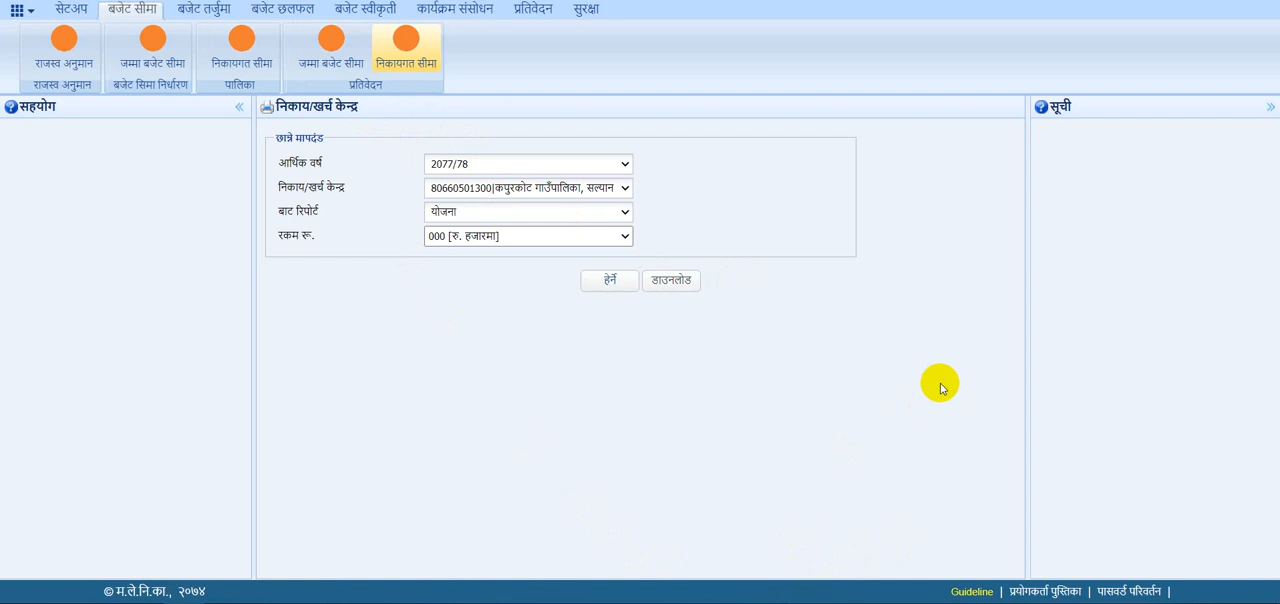 सेटअप बजेट सीमा बजेट तर्जुमा बजेट छलफल बजेट स्वीकृती कार्यक्रम संसोधन प्रतिवेदन सुरक्षा
राजस्व अनुमान जम्मा बजेट सीमा निकायगत सीमा जम्मा बजेट सीमा निकायगत सीमा
राजस्व अनुमान बजेट सिमा निर्धारण पालिका प्रतिवेदन
सहयोग
निकाय/खर्च केन्द्र
सूची
छान्ने मापदंड
आर्थिक वर्ष 2077/78
निकाय/खर्च केन्द्र 80660501300|कपुरकोट गाउँपालिका, सल्यान
बाट रिपोर्ट योजना
रकम रू. 000 [रु. हजारमा]
हेर्ने डाउनलोड
© म.ले.नि.का., २०७४ Guideline | प्रयोगकर्ता पुस्तिका | पासवर्ड परिवर्तन |